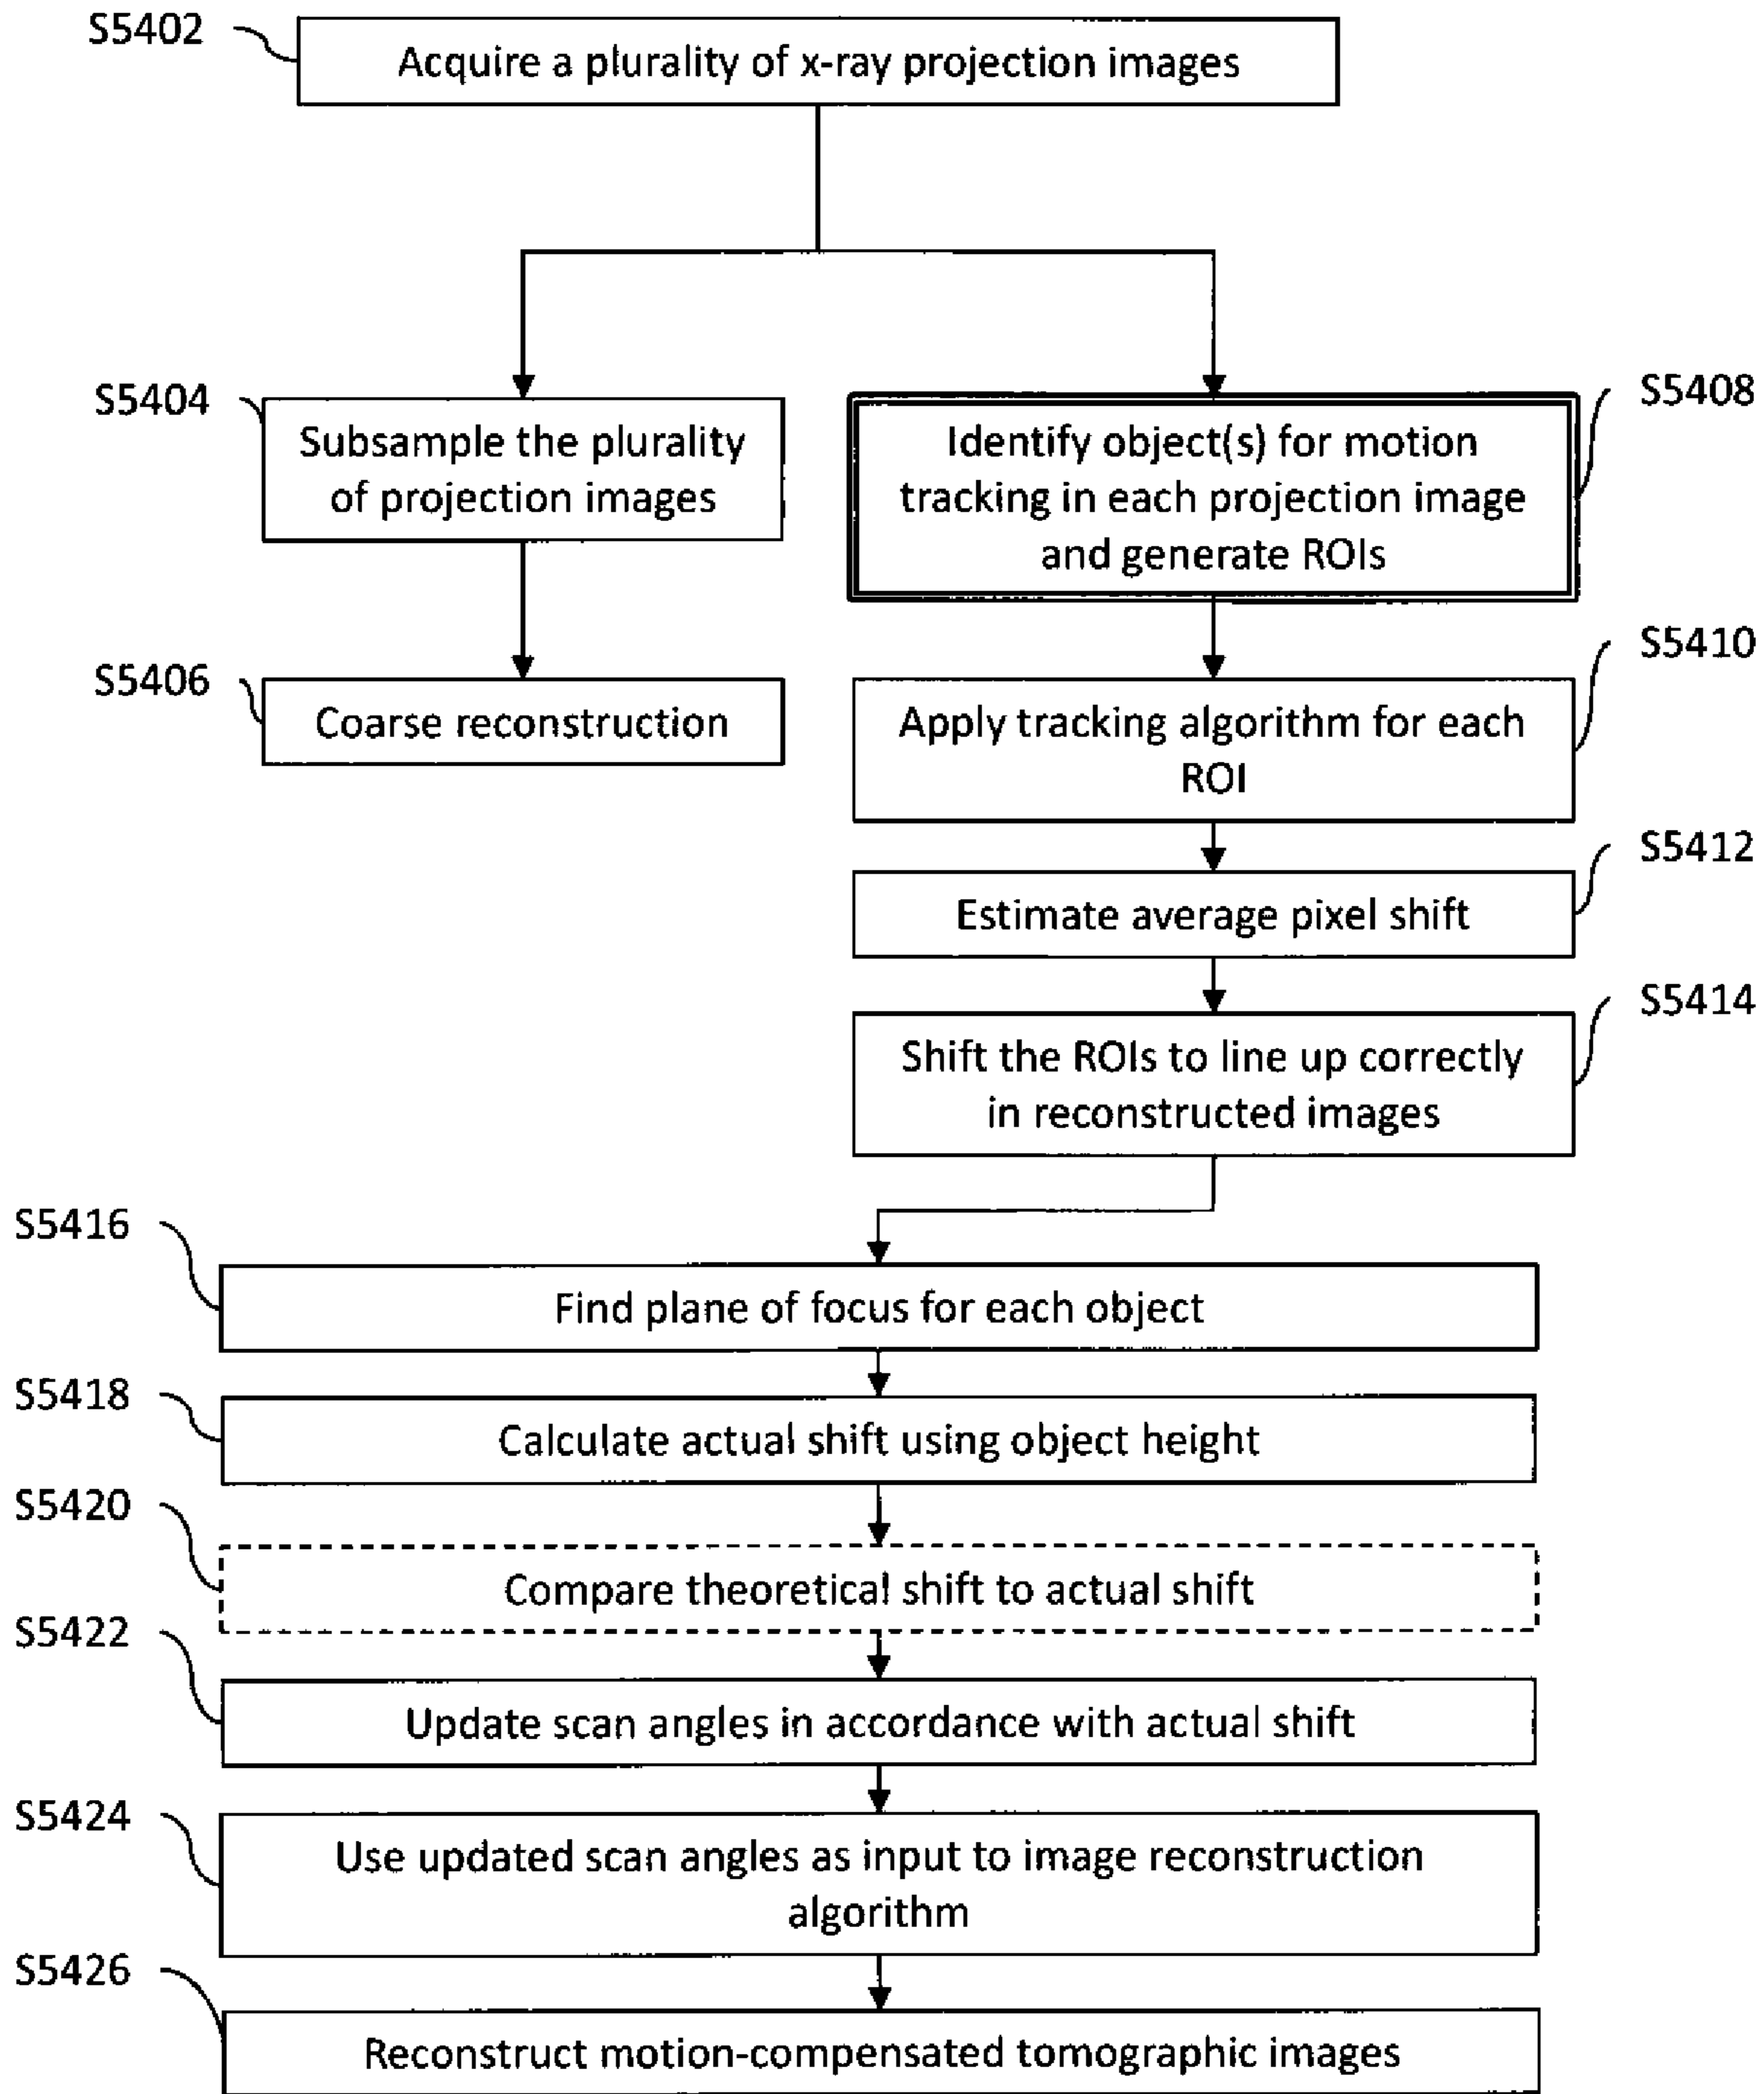 S5402
Acquire a plurality of x-ray projection images
S5404
Subsample the plurality
of projection images
S5406
Coarse reconstruction
S5408
Identify object(s) for motion
tracking in each projection image
and generate ROIs
S5410
Apply tracking algorithm for each
ROI
S5412
Estimate average pixel shift
S5414
Shift the ROIs to line up correctly
in reconstructed images
S5416
Find plane of focus for each object
S5418
Calculate actual shift using object height
S5420
Compare theoretical shift to actual shift
S5422
Update scan angles in accordance with actual shift
S5424
Use updated scan angles as input to image reconstruction
algorithm
S5426
Reconstruct motion-compensated tomographic images